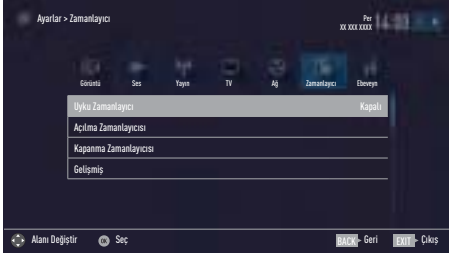 Ayarlar > Zamanlayıcı
Per
XX XXX XXXX
Görüntü Ses Yayın TV Ağ Zamanlayıcı Ebeveyn
Uyku Zamanlayıcı Kapalı
Açılma Zamanlayıcısı
Kapanma Zamanlayıcısı
Gelişmiş
Alanı Değiştir OK Seç BACK Geri EXIT Çıkış